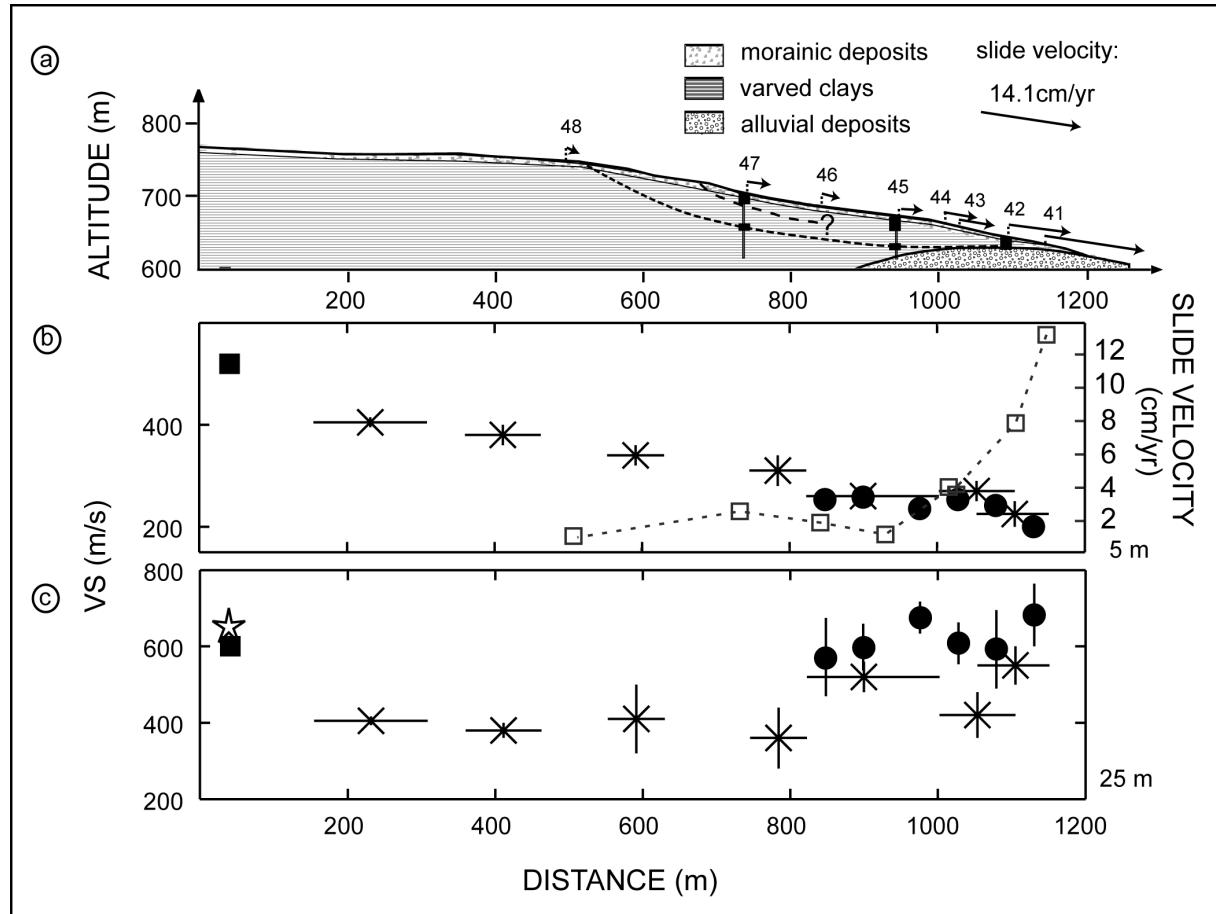 a
morainic deposits
varved clays
alluvial deposits
slide velocity:
14.1cm/yr
ALTITUDE (m)
800
700
600
48
47
46
45
44
43
42
41
?
200
400
600
800
1000
1200
b
400
200
12
10
8
6
4
2
5 m
SLIDE VELOCITY
(cm/yr)
VS (m/s)
c
800
600
400
200
25 m
200
400
600
800
1000
1200
DISTANCE (m)